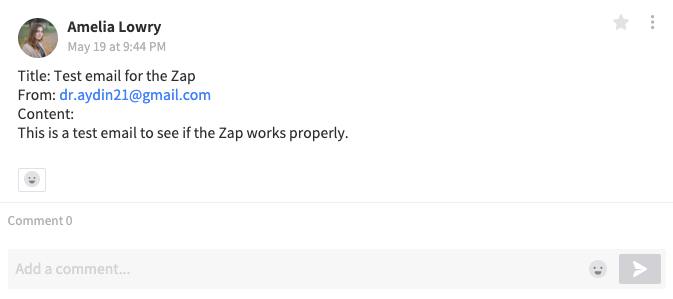 Amelia Lowry
May 19 at 9:44 PM
Title: Test email for the Zap
From: dr.aydin21@gmail.com
Content:
This is a test email to see if the Zap works properly.
Comment 0
Add a comment...